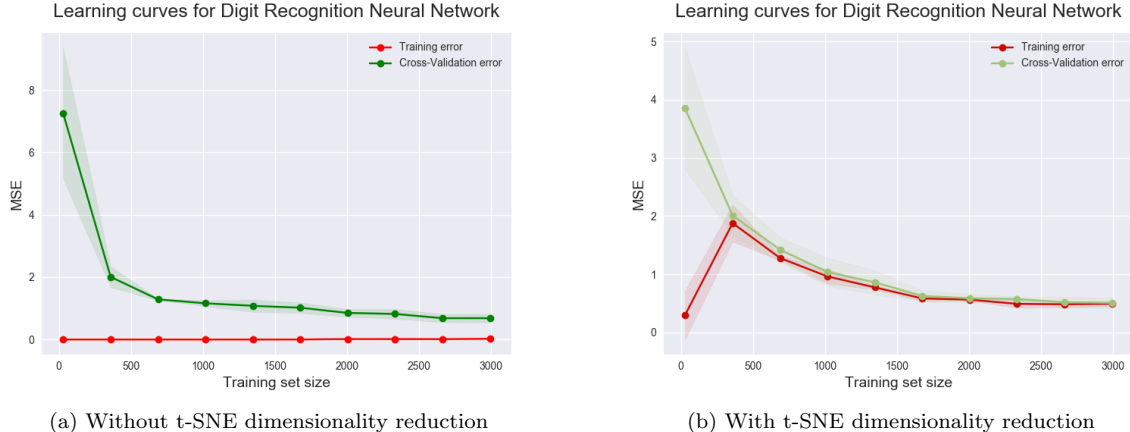 Learning curves for Digit Recognition Neural Network
Training error
Cross-Validation error
8
6
4
2
0
MSE
0 500 1000 1500 2000 2500 3000
Training set size
(a) Without t-SNE dimensionality reduction
Learning curves for Digit Recognition Neural Network
Training error
Cross-Validation error
5
4
3
2
1
0
MSE
0 500 1000 1500 2000 2500 3000
Training set size
(b) With t-SNE dimensionality reduction